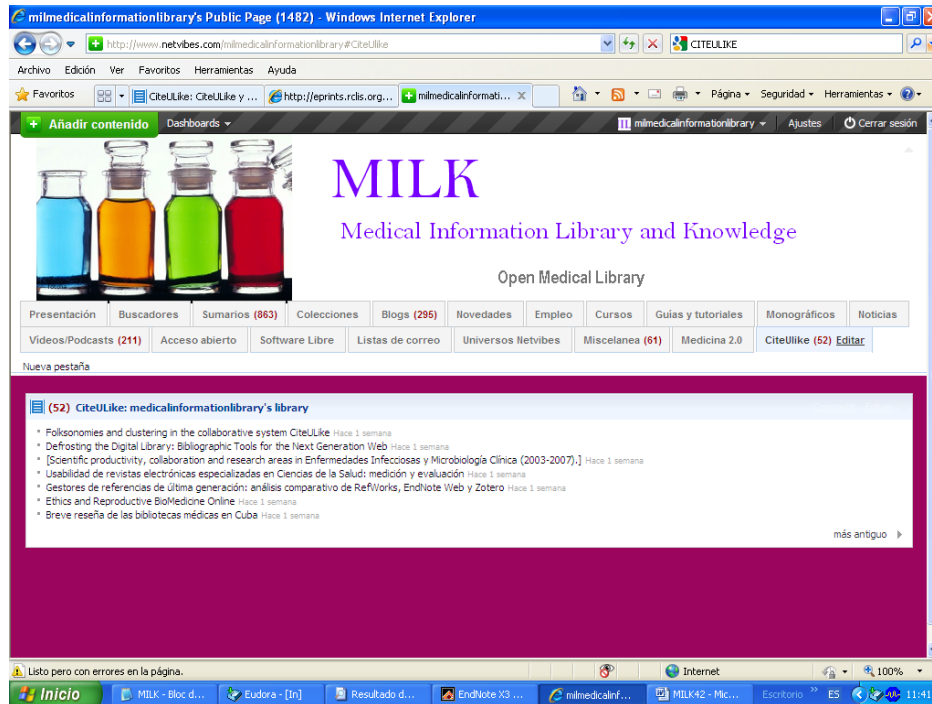 milmedicalinformationlibrary's Public Page (1482) - Windows Internet Explorer
http://www.netvibes.com/milmedicalinformationlibrary#CiteUlike
CITEULIKE
Archivo Edición Ver Favoritos Herramientas Ayuda
Favoritos CiteULike: CiteULike y ... http://eprints.rclis.org... milmedicalinformati... X Página Seguridad Herramientas
Añadir contenido Dashboards milmedicalinformationlibrary Ajustes Cerrar sesión
MILK
Medical Information Library and Knowledge
Open Medical Library
Presentación Buscadores Sumarios (863) Colecciones Blogs (295) Novedades Empleo Cursos Guías y tutoriales Monográficos Noticias
Vídeos/Podcasts (211) Acceso abierto Software Libre Listas de correo Universos Netvibes Miscelanea (61) Medicina 2.0 CiteUlike (52) Editar
Nueva pestaña
(52) CiteULike: medicalinformationlibrary's library
Folksonomies and clustering in the collaborative system CiteULike Hace 1 semana
Defrosting the Digital Library: Bibliographic Tools for the Next Generation Web Hace 1 semana
[Scientific productivity, collaboration and research areas in Enfermedades Infecciosas y Microbiología Clínica (2003-2007).] Hace 1 semana
Usabilidad de revistas electrónicas especializadas en Ciencias de la Salud: medición y evaluación Hace 1 semana
Gestores de referencias de última generación: análisis comparativo de RefWorks, EndNote Web y Zotero Hace 1 semana
Ethics and Reproductive BioMedicine Online Hace 1 semana
Breve reseña de las bibliotecas médicas en Cuba Hace 1 semana
más antiguo
Listo pero con errores en la página. Internet 100%
Inicio MILK - Bloc d... Eudora - [In] Resultado d... EndNote X3 ... milmedicalinf... MILK42 - Mic... Escritorio ES 11:41